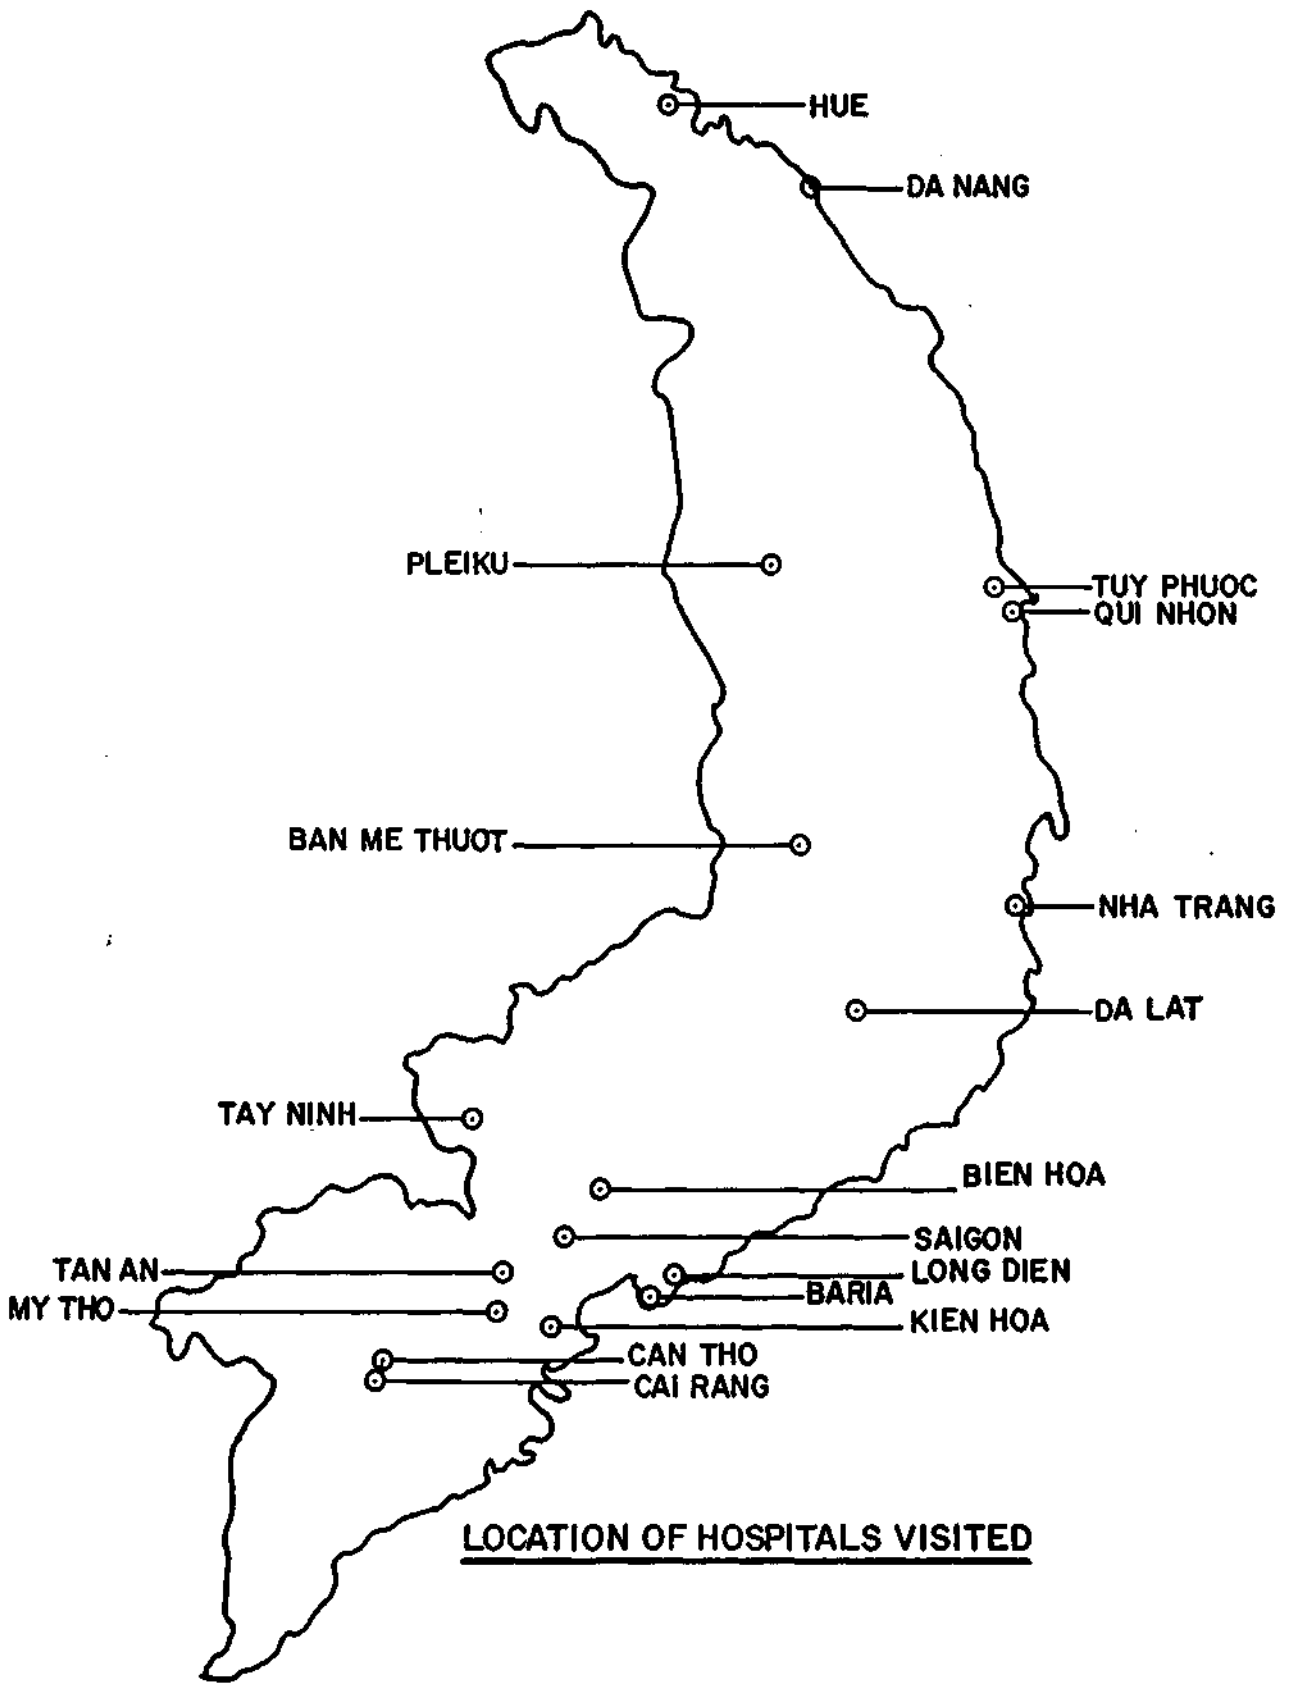 HUE
DA NANG
PLEIKU
TUY PHUOC
QUI NHON
BAN ME THUOT
NHA TRANG
DA LAT
TAY NINH
BIEN HOA
SAIGON
TAN AN
LONG DIEN
BARIA
MY THO
KIEN HOA
CAN THO
CAI RANG
LOCATION OF HOSPITALS VISITED